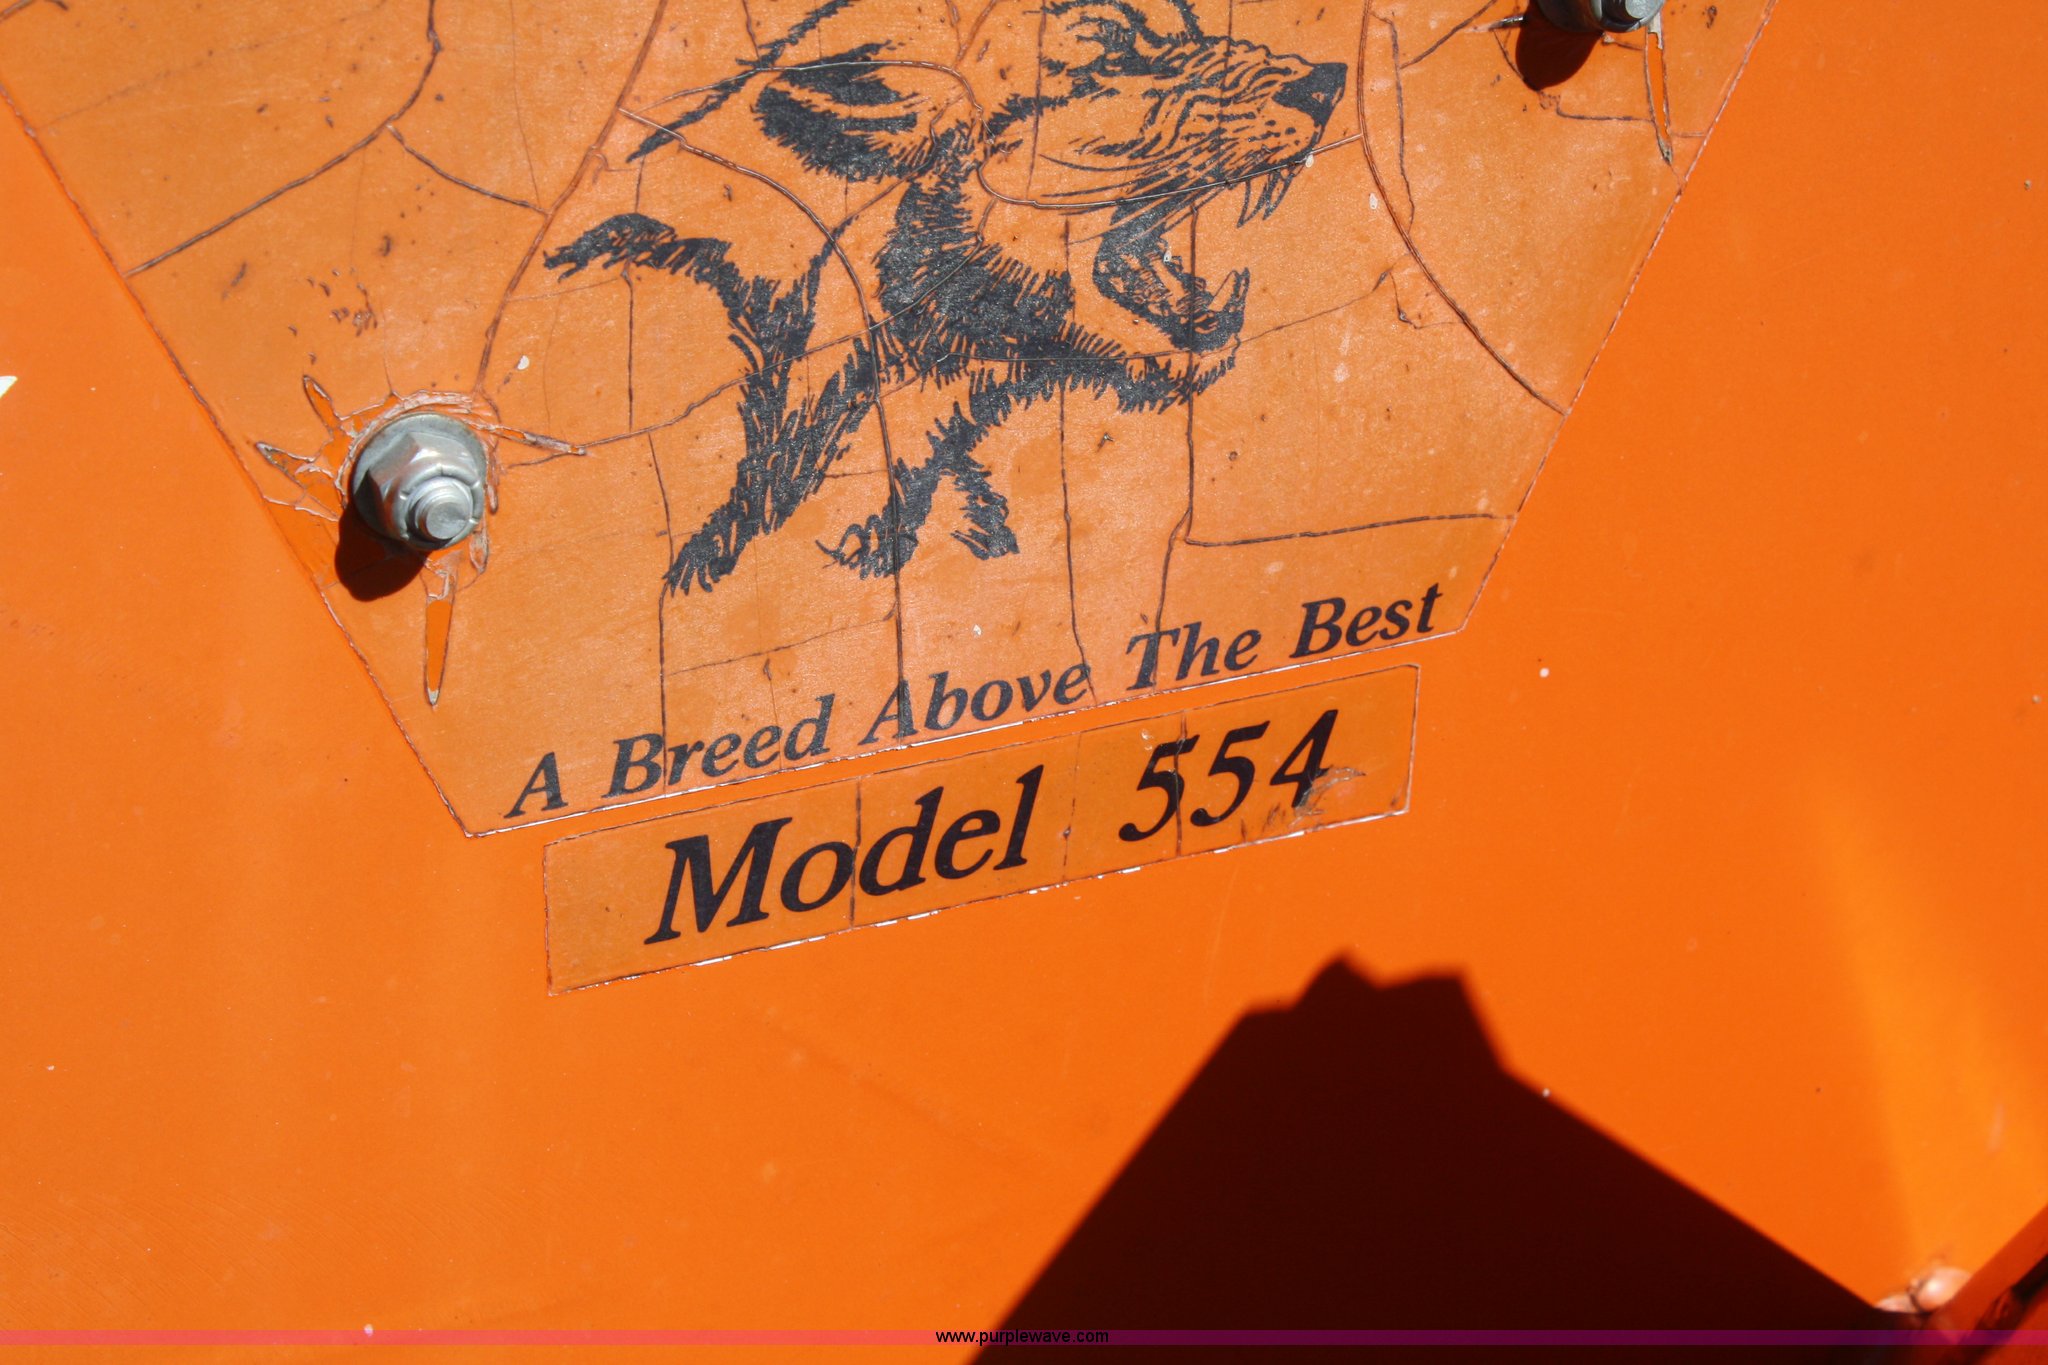 A Breed Above The Best
Model 554
www.purplewave.com